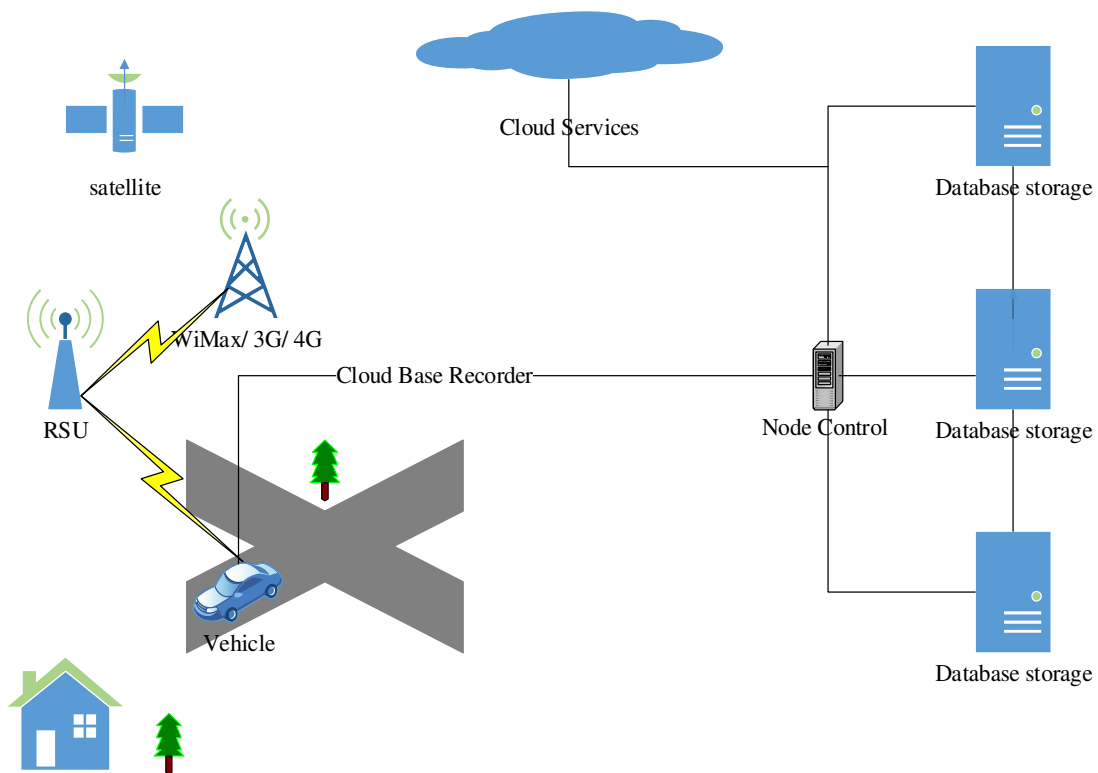 Cloud Services
satellite
Database storage
WiMax/ 3G/ 4G
Cloud Base Recorder
RSU
Node Control
Database storage
Vehicle
Database storage